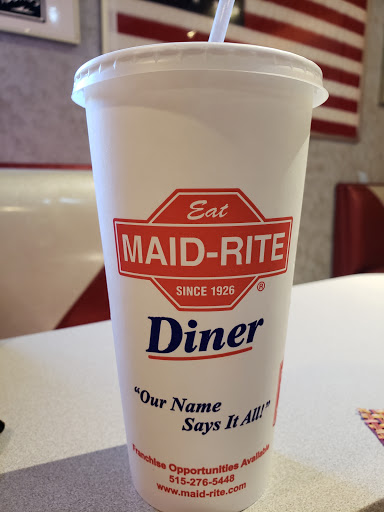 Eat
MAID-RITE
SINCE 1926
®
Diner
"Our Name
Says It All!"
Franchise Opportunities Available
515-276-5448
www.maid-rite.com